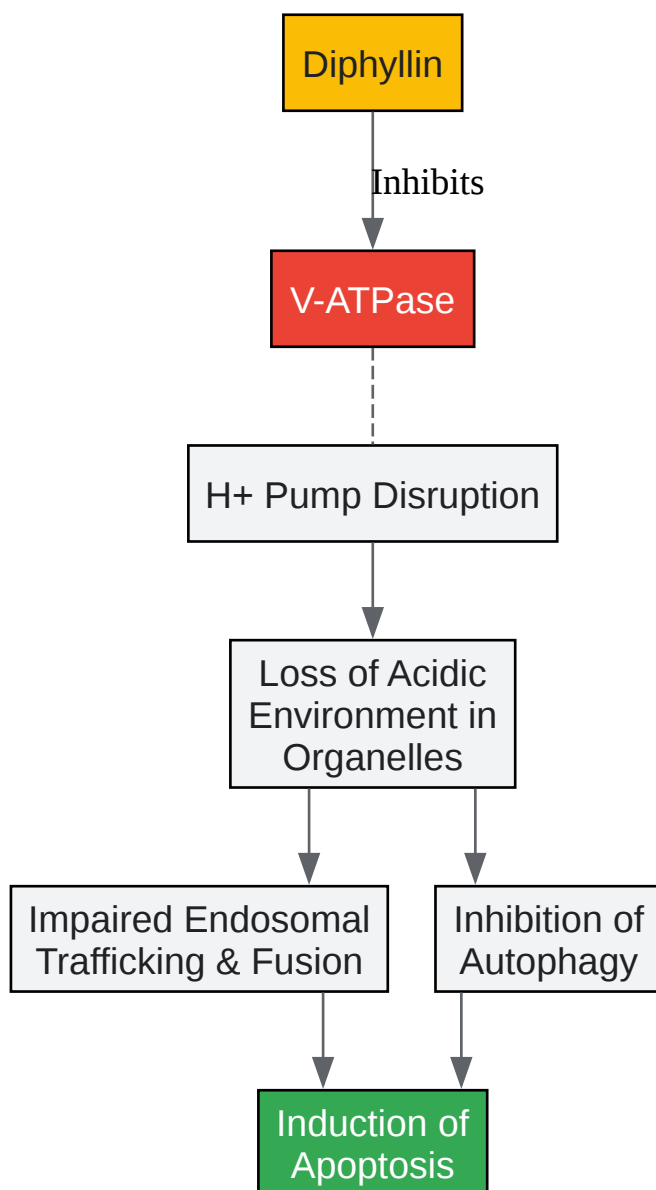 Diphyllin
Inhibits
V-ATPase
H+ Pump Disruption
Loss of Acidic
Environment in
Organelles
Impaired Endosomal
Trafficking & Fusion
Inhibition of
Autophagy
Induction of
Apoptosis